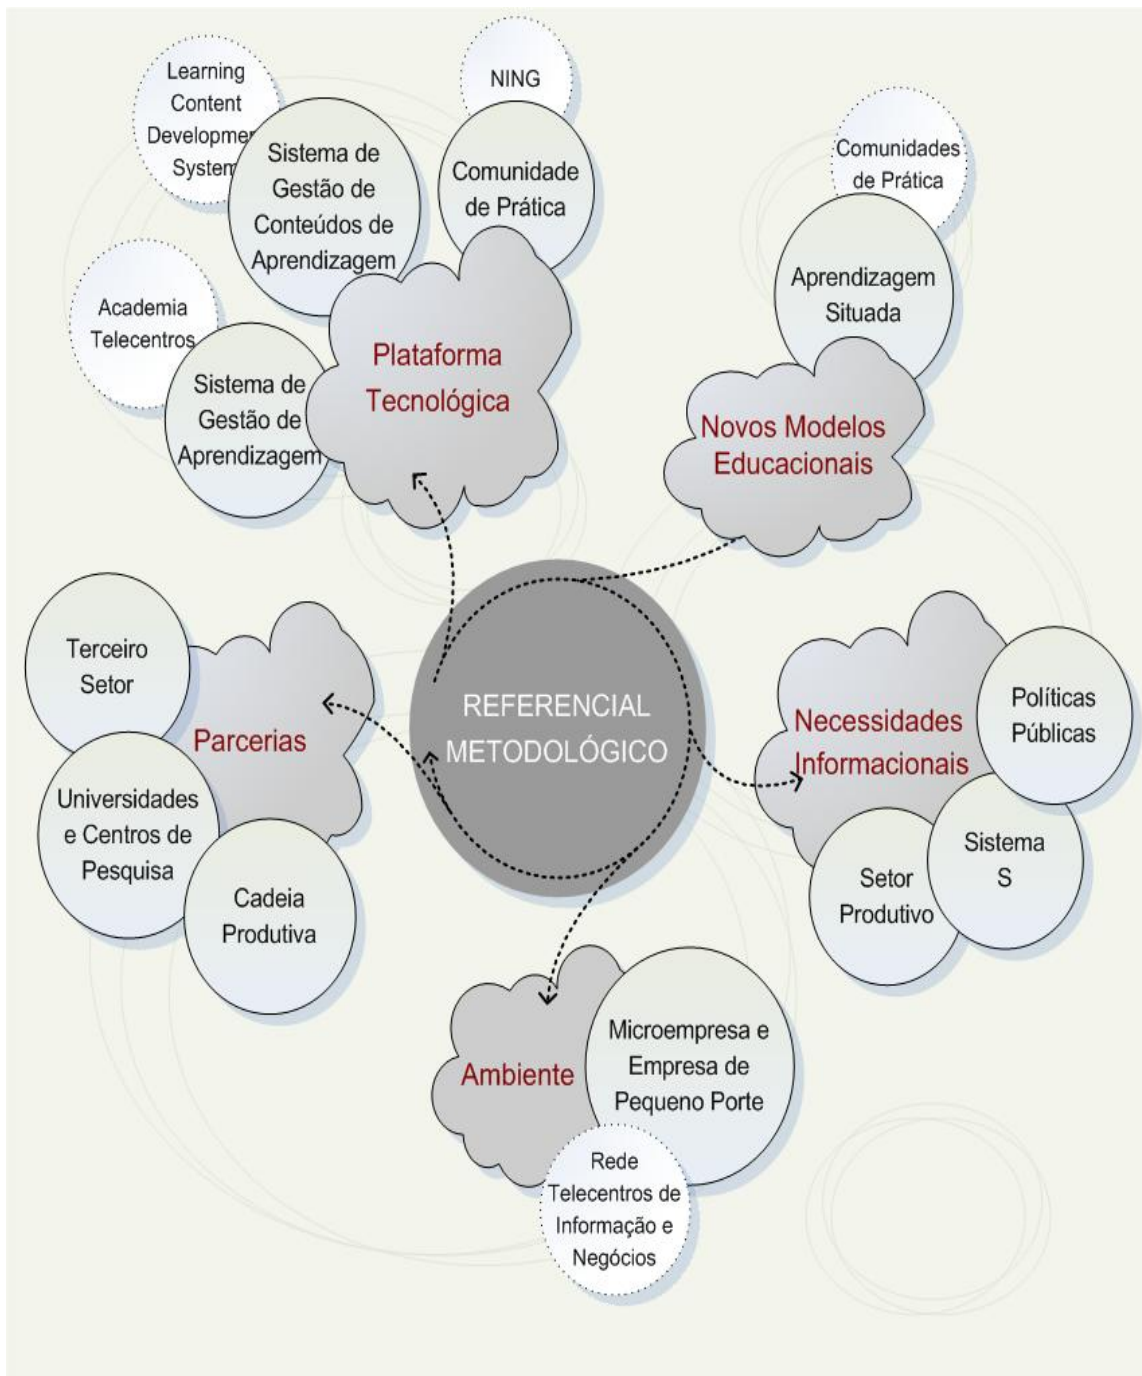 Learning
Content
Developmen
System
NING
Sistema de
Gestão de
Conteúdos de
Aprendizagem
Comunidade
de Prática
Comunidades
de Prática
Aprendizagem
Situada
Academia
Telecentros
Sistema de
Gestão de
Aprendizagem
Plataforma
Tecnológica
Novos Modelos
Educacionais
Terceiro
Setor
Parcerias
Universidades
e Centros de
Pesquisa
Cadeia
Produtiva
REFERENCIAL
METODOLÓGICO
Necessidades
Informacionais
Políticas
Públicas
Sistema
S
Setor
Produtivo
Ambiente
Microempresa e
Empresa de
Pequeno Porte
Rede
Telecentros de
Informação e
Negócios